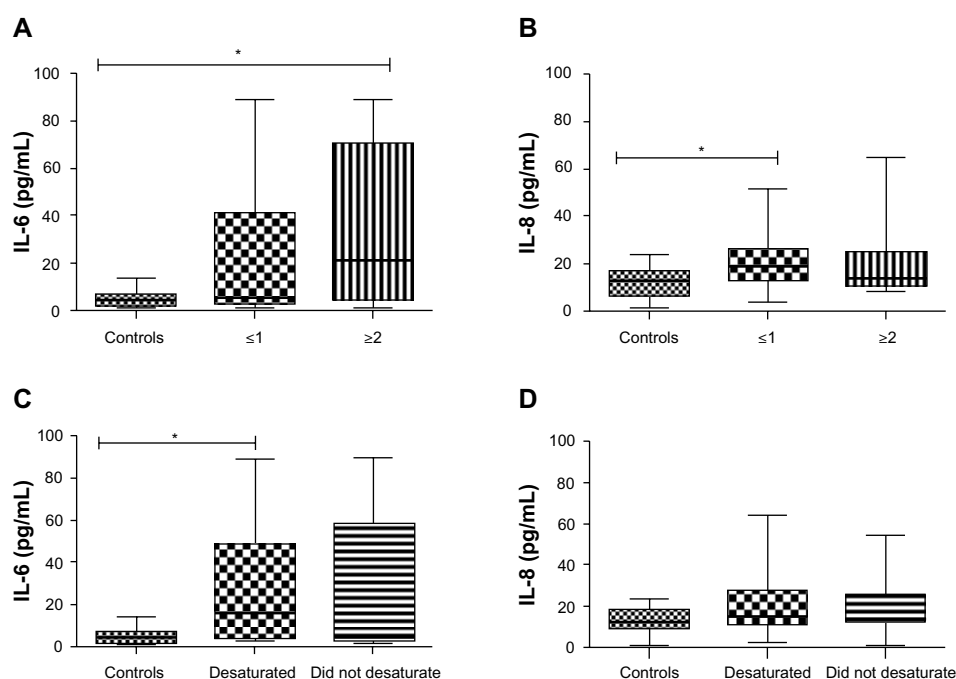 A
*
IL-6 (pg/mL)
100
80
60
40
20
0
Controls
≤1
≥2
B
*
IL-8 (pg/mL)
100
80
60
40
20
0
Controls
≤1
≥2
C
*
IL-6 (pg/mL)
100
80
60
40
20
0
Controls
Desaturated
Did not desaturate
D
IL-8 (pg/mL)
100
80
60
40
20
0
Controls
Desaturated
Did not desaturate